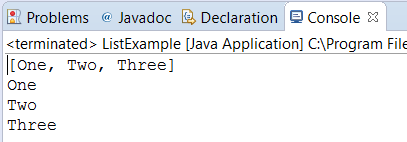 Problems @ Javadoc Declaration Console
<terminated> ListExample [Java Application] C:\Program File
[One, Two, Three]
One
Two
Three